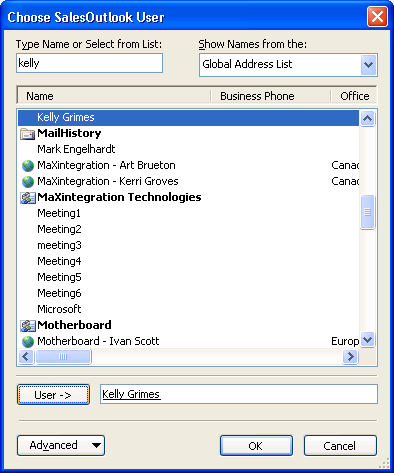 Choose SalesOutlook User
Type Name or Select from List:
Show Names from the:
kelly
Global Address List
Name Business Phone Office
Kelly Grimes
MailHistory
Mark Engelhardt
MaXintegration - Art Brueton Canac
MaXintegration - Kerri Groves Canac
MaXintegration Technologies
Meeting1
Meeting2
meeting3
Meeting4
Meeting5
Meeting6
Microsoft
Motherboard
Motherboard - Ivan Scott Europ
User -> Kelly Grimes
Advanced OK Cancel